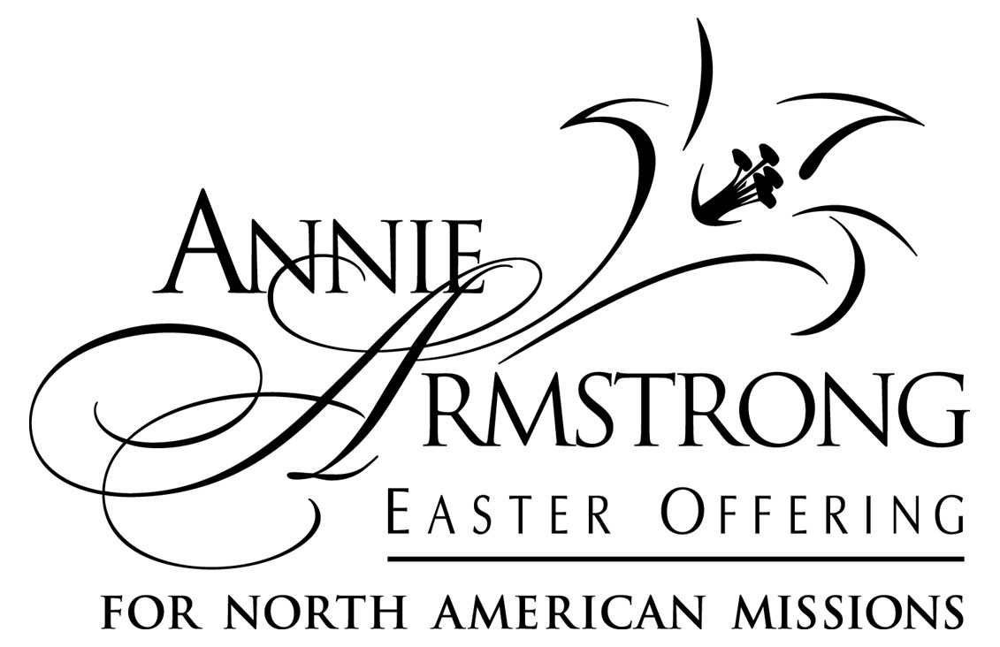 ANNIE
ARMSTRONG
EASTER OFFERING
FOR NORTH AMERICAN MISSIONS